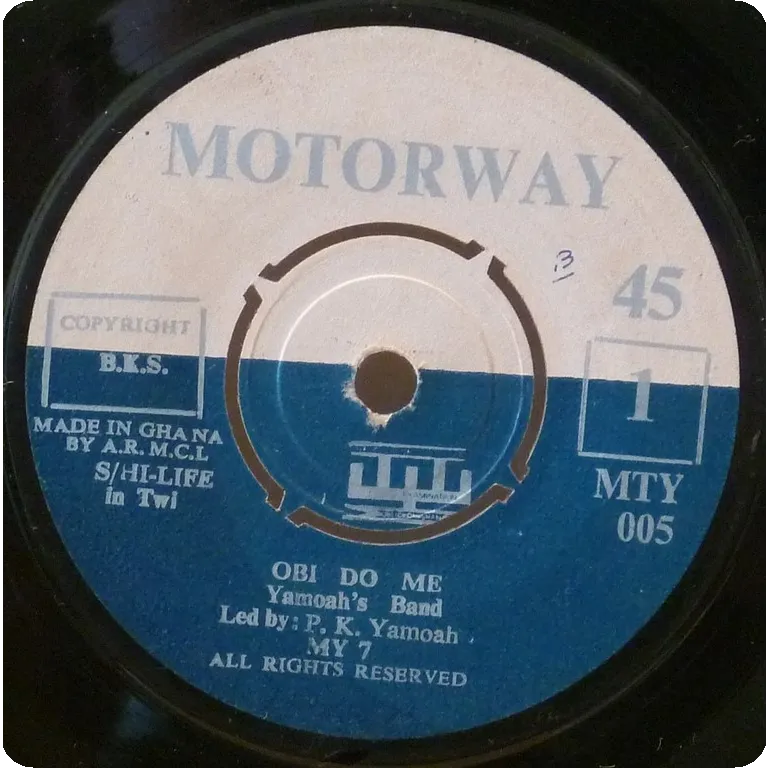 MOTORWAY
B
45
COPYRIGHT
B.K.S.
1
MADE IN GHANA
BY A.R. M.C.L
S/HI-LIFE
in Twi
MTY
005
OBI DO ME
Yamoah's Band
Led by: P. K. Yamoah
MY 7
ALL RIGHTS RESERVED